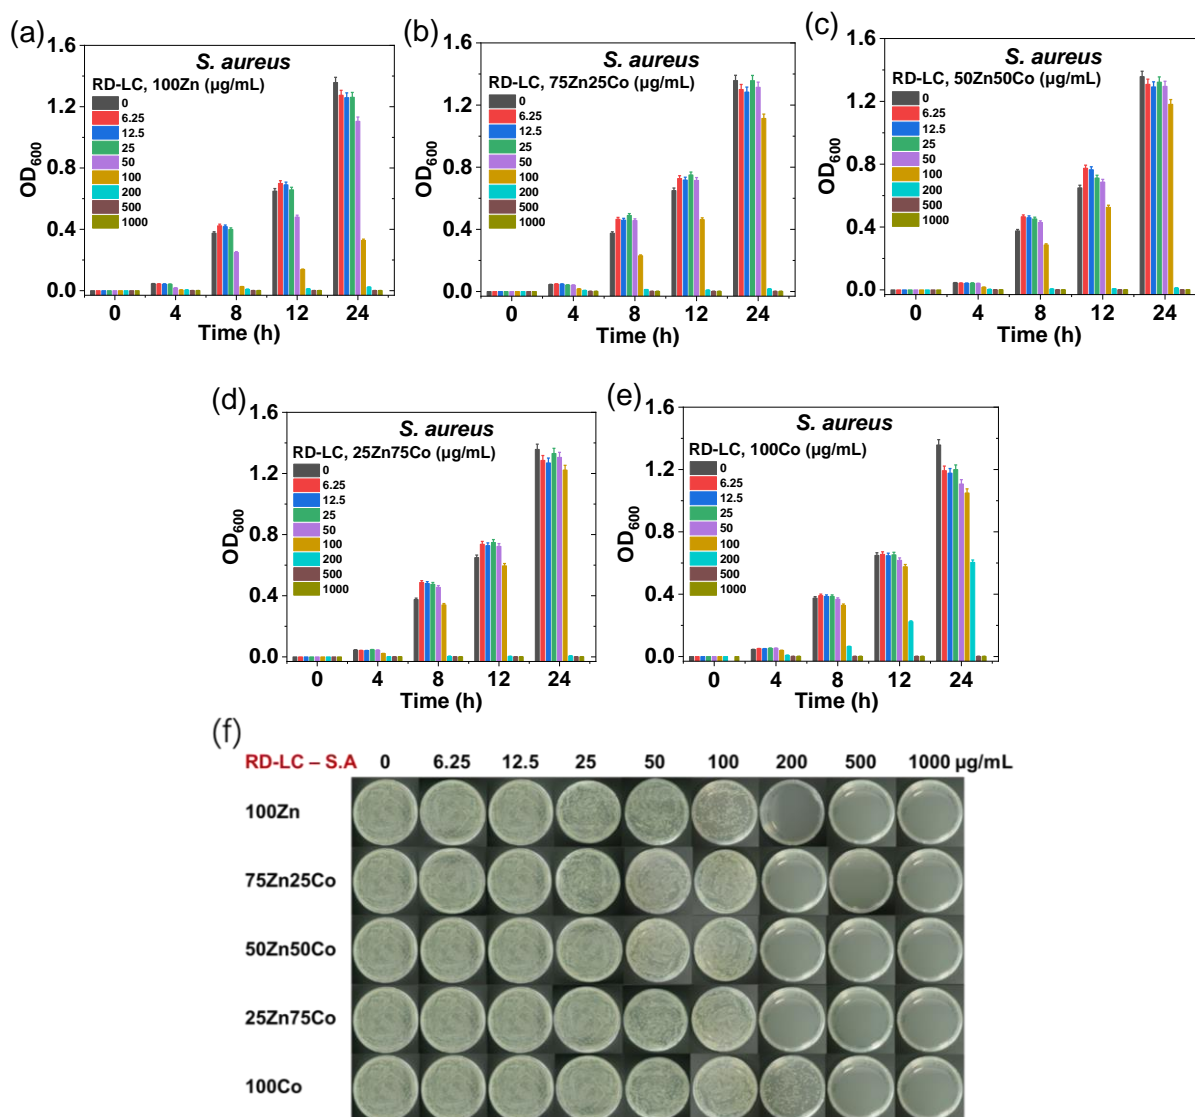 (a)
S. aureus
RD-LC, 100Zn (µg/mL)
0
6.25
12.5
25
50
100
200
500
1000
OD600
1.6
1.2
0.8
0.4
0.0
0 4 8 12 24
Time (h)
(b)
S. aureus
RD-LC, 75Zn25Co (µg/mL)
0
6.25
12.5
25
50
100
200
500
1000
OD600
1.6
1.2
0.8
0.4
0.0
0 4 8 12 24
Time (h)
(c)
S. aureus
RD-LC, 50Zn50Co (µg/mL)
0
6.25
12.5
25
50
100
200
500
1000
OD600
1.6
1.2
0.8
0.4
0.0
0 4 8 12 24
Time (h)
(d)
S. aureus
RD-LC, 25Zn75Co (µg/mL)
0
6.25
12.5
25
50
100
200
500
1000
OD600
1.6
1.2
0.8
0.4
0.0
0 4 8 12 24
Time (h)
(e)
S. aureus
RD-LC, 100Co (µg/mL)
0
6.25
12.5
25
50
100
200
500
1000
OD600
1.6
1.2
0.8
0.4
0.0
0 4 8 12 24
Time (h)
(f)
RD-LC – S.A 0 6.25 12.5 25 50 100 200 500 1000 µg/mL
100Zn
75Zn25Co
50Zn50Co
25Zn75Co
100Co